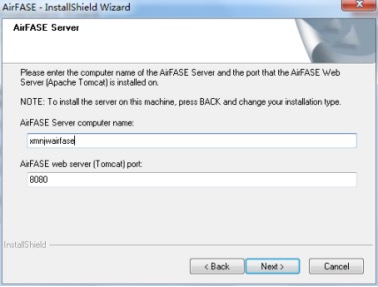 AirFASE - InstallShield Wizard
AirFASE Server
Please enter the computer name of the AirFASE Server and the port that the AirFASE Web
Server (Apache Tomcat) is installed on.
NOTE: To install the server on this machine, press BACK and change your installation type.
AirFASE Server computer name:
xmnjwairfase
AirFASE web server (Tomcat) port:
8080
InstallShield
< Back
Next >
Cancel